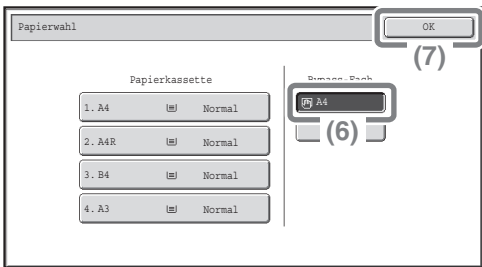 Papierwahl
OK
(7)
Papierkassette
Bypass-Fach
1. A4 Normal
A4
2. A4R Normal
(6)
3. B4 Normal
4. A3 Normal